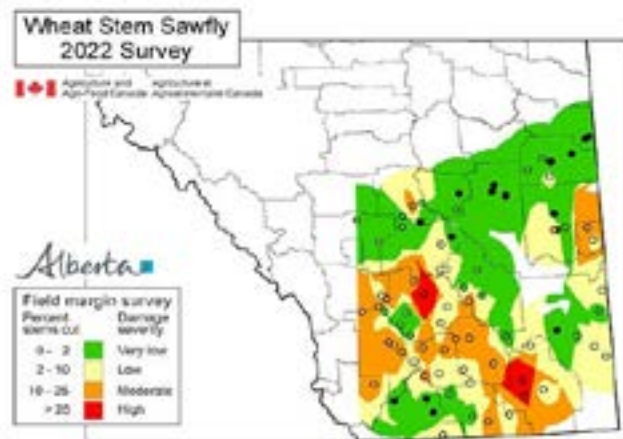 Wheat Stem Sawfly
2022 Survey
Agriculture and
Agri-Food Canada
Agriculture et
Agroalimentaire Canada
Alberta
Field margin survey
Percent
stems cut
Damage
severity
0 - 2 Very low
2 - 10 Low
10 - 25 Moderate
> 25 High